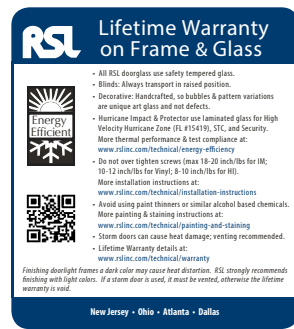 RSL
Lifetime Warranty
on Frame & Glass
Energy
Efficient
• All RSL doorglass use safety tempered glass.
• Blinds: Always transport in raised position.
• Decorative: Handcrafted, so bubbles & pattern variations
are unique art glass and not defects.
• Hurricane Impact & Protector use laminated glass for High
Velocity Hurricane Zone (FL #15419), STC, and Security.
More thermal performance & test compliance at:
www.rslinc.com/technical/energy-efficiency
• Do not over tighten screws (max 18-20 inch/lbs for IM;
10-12 inch/lbs for Vinyl; 8-10 inch/lbs for HI).
More installation instructions at:
www.rslinc.com/technical/installation-instructions
• Avoid using paint thinners or similar alcohol based chemicals.
More painting & staining instructions at:
www.rslinc.com/technical/painting-and-staining
• Storm doors can cause heat damage; venting recommended.
• Lifetime Warranty details at:
www.rslinc.com/technical/warranty
Finishing doorlight frames a dark color may cause heat distortion. RSL strongly recommends
finishing with light colors. If a storm door is used, it must be vented, otherwise the lifetime
warranty is void.
New Jersey • Ohio • Atlanta • Dallas